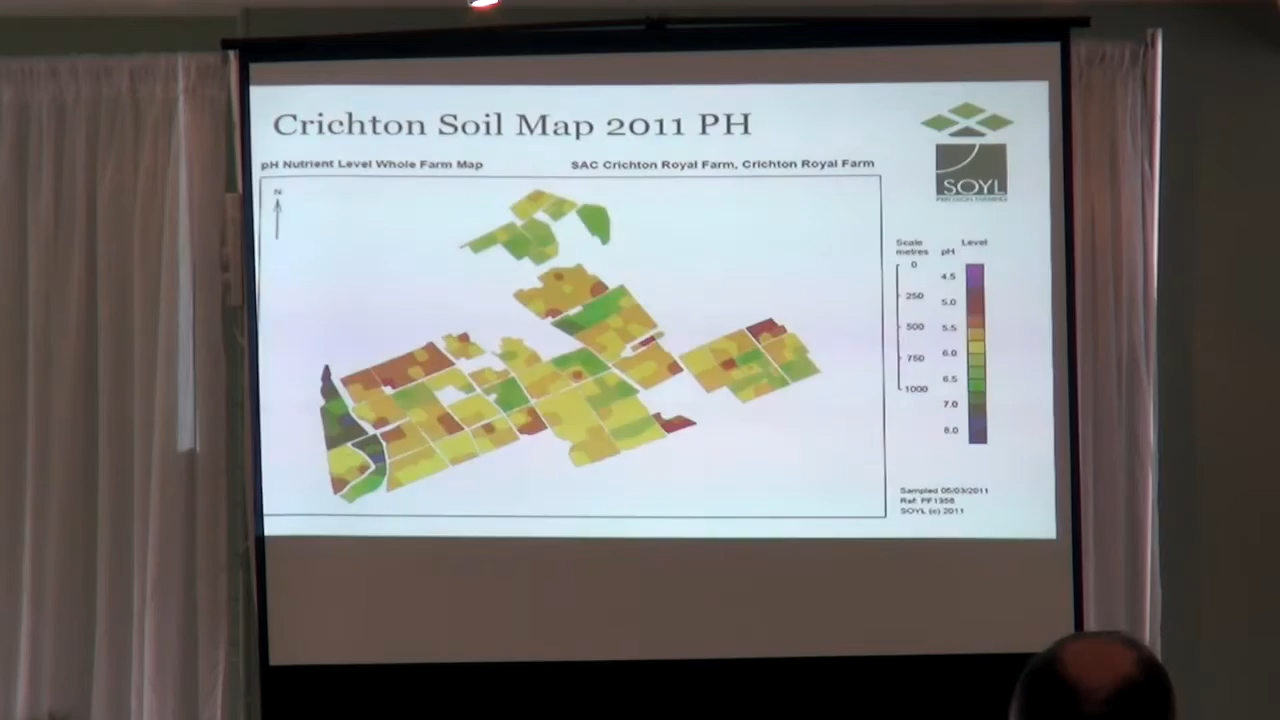 Crichton Soil Map 2011 PH
pH Nutrient Level Whole Farm Map
SAC Crichton Royal Farm, Crichton Royal Farm
N
SOYL
PRECISION FARMING
Scale metres
Level
pH
0
250
500
750
1000
4.5
5.0
5.5
6.0
6.5
7.0
8.0
Sampled 05/03/2011
Ref: PF1356
SOYL (c) 2011